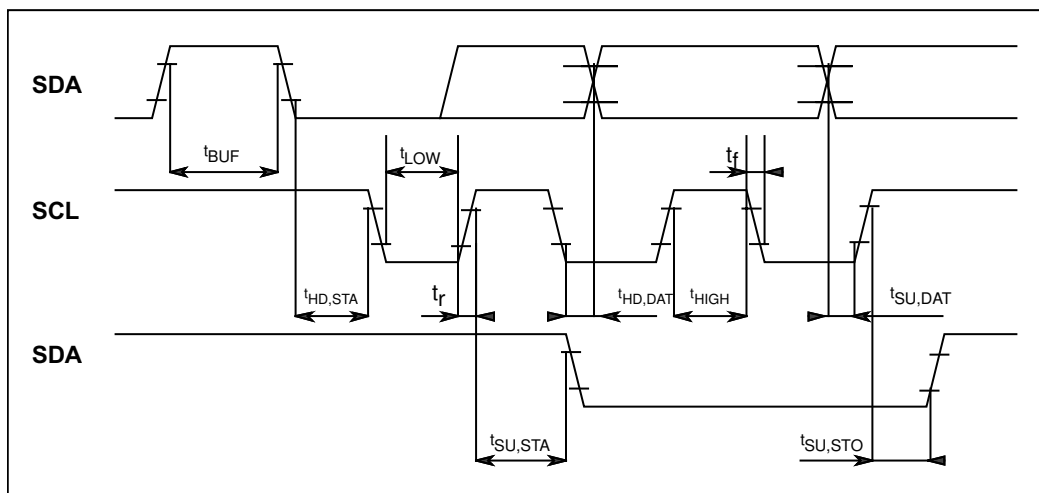 SDA
tBUF
tLOW
tf
SCL
tHD,STA
tr
tHD,DAT
tHIGH
tSU,DAT
SDA
tSU,STA
tSU,STO